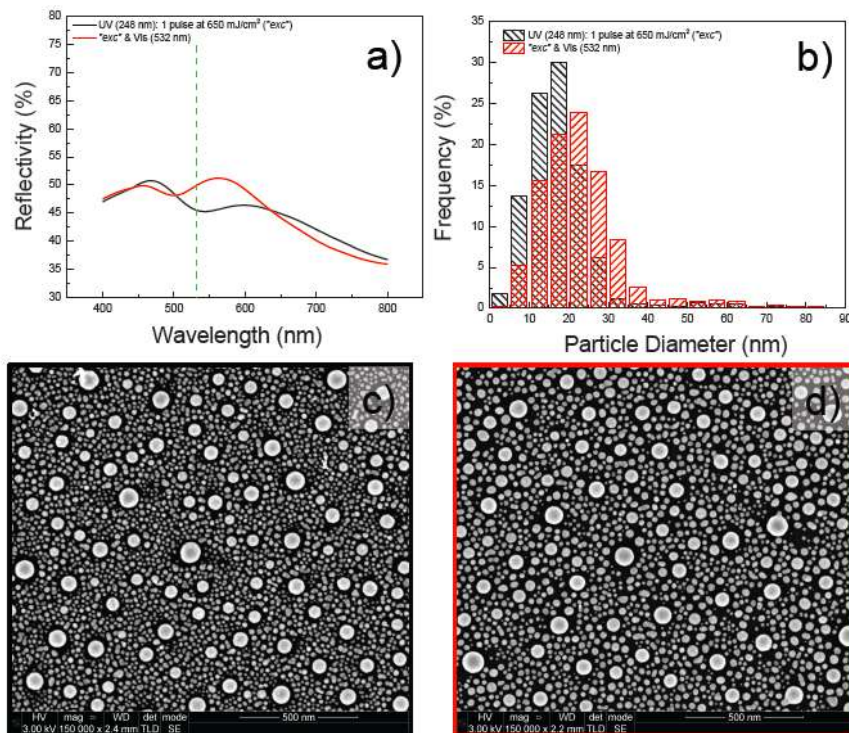 UV (248 nm): 1 pulse at 650 mJ/cm² ("exc")
"exc" & Vis (532 nm)
a)
Reflectivity (%)
80
75
70
65
60
55
50
45
40
35
30
400 500 600 700 800
Wavelength (nm)
UV (248 nm): 1 pulse at 650 mJ/cm² ("exc")
"exc" & Vis (532 nm)
b)
Frequency (%)
35
30
25
20
15
10
5
0
0 10 20 30 40 50 60 70 80 90
Particle Diameter (nm)
c)
HV mag WD det mode
3.00 kV 150 000 x 2.4 mm TLD SE
500 nm
d)
HV mag WD det mode
3.00 kV 150 000 x 2.2 mm TLD SE
500 nm